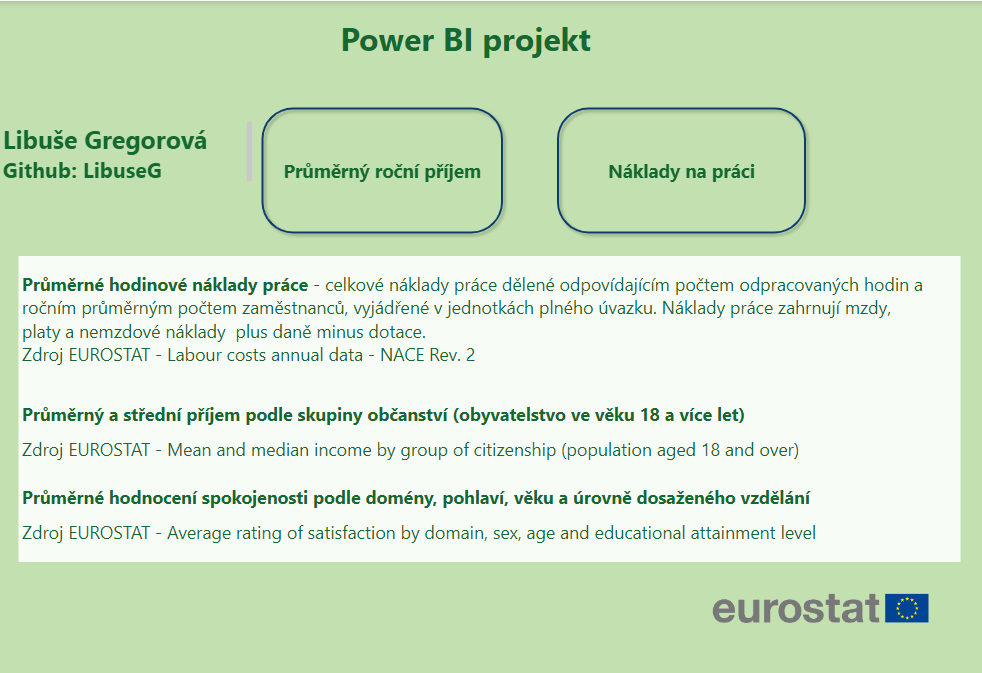 Power BI projekt
Libuše Gregorová
Github: LibuseG
Průměrný roční příjem
Náklady na práci
Průměrné hodinové náklady práce - celkové náklady práce dělené odpovídajícím počtem odpracovaných hodin a
ročním průměrným počtem zaměstnanců, vyjádřené v jednotkách plného úvazku. Náklady práce zahrnují mzdy,
platy a nemzdové náklady  plus daně minus dotace.
Zdroj EUROSTAT - Labour costs annual data - NACE Rev. 2
Průměrný a střední příjem podle skupiny občanství (obyvatelstvo ve věku 18 a více let)
Zdroj EUROSTAT - Mean and median income by group of citizenship (population aged 18 and over)
Průměrné hodnocení spokojenosti podle domény, pohlaví, věku a úrovně dosaženého vzdělání
Zdroj EUROSTAT - Average rating of satisfaction by domain, sex, age and educational attainment level
eurostat